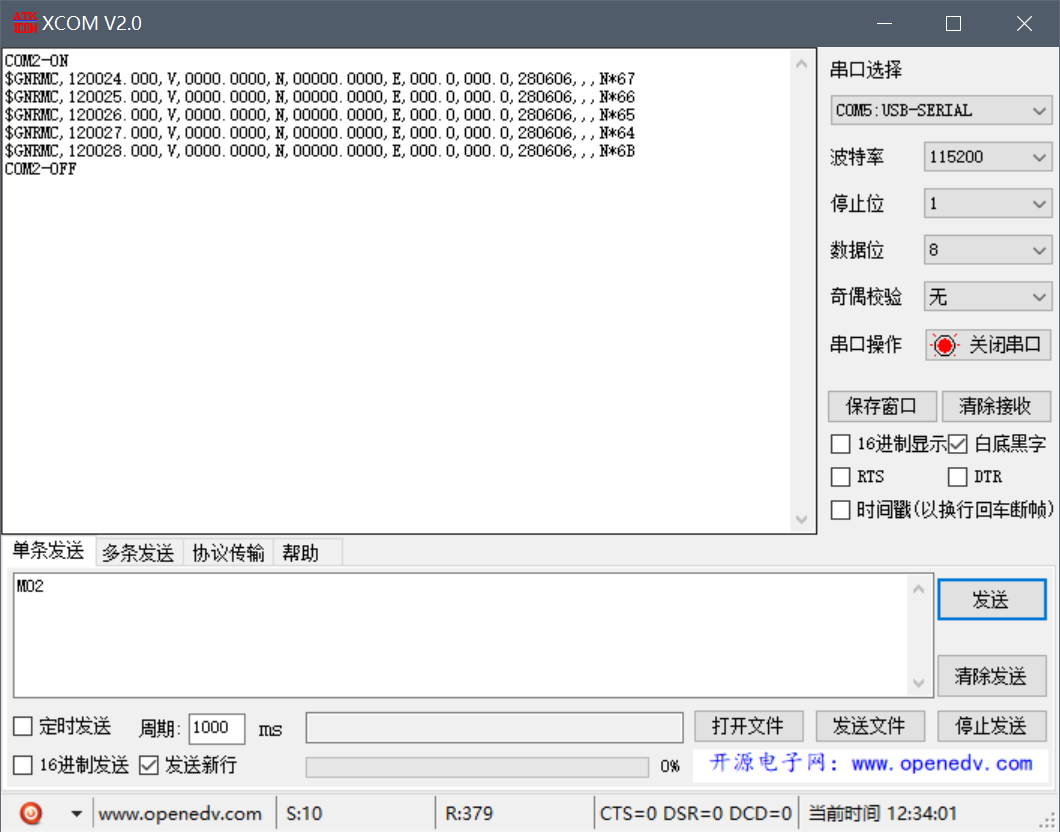 ATK
XCOM
XCOM V2.0
COM2-ON
$GNRMC,120024.000,V,0000.0000,N,00000.0000,E,000.0,000.0,280606,,,N*67
$GNRMC,120025.000,V,0000.0000,N,00000.0000,E,000.0,000.0,280606,,,N*66
$GNRMC,120026.000,V,0000.0000,N,00000.0000,E,000.0,000.0,280606,,,N*65
$GNRMC,120027.000,V,0000.0000,N,00000.0000,E,000.0,000.0,280606,,,N*64
$GNRMC,120028.000,V,0000.0000,N,00000.0000,E,000.0,000.0,280606,,,N*6B
COM2-OFF
串口选择
COM5:USB-SERIAL
波特率 115200
停止位 1
数据位 8
奇偶校验 无
串口操作 关闭串口
保存窗口 清除接收
16进制显示 白底黑字
RTS DTR
时间戳(以换行回车断帧)
单条发送 多条发送 协议传输 帮助
M02
发送
清除发送
定时发送 周期: 1000 ms 打开文件 发送文件 停止发送
16进制发送 发送新行 0% 开源电子网: www.openedv.com
www.openedv.com S:10 R:379 CTS=0 DSR=0 DCD=0 当前时间 12:34:01